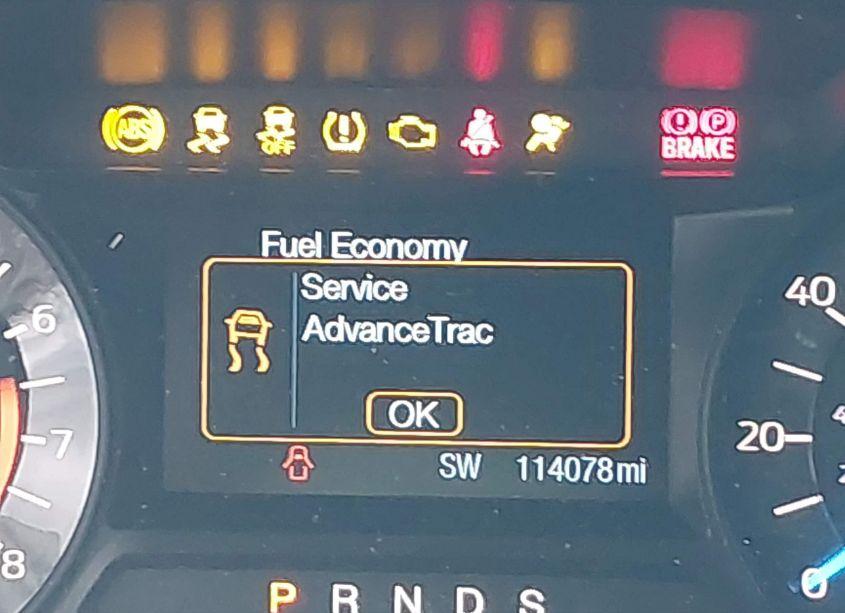 ABS OFF ! ! P BRAKE
Fuel Economy
Service
AdvanceTrac
OK
SW 114078mi
6
7
8
40
20
0
P R N D S